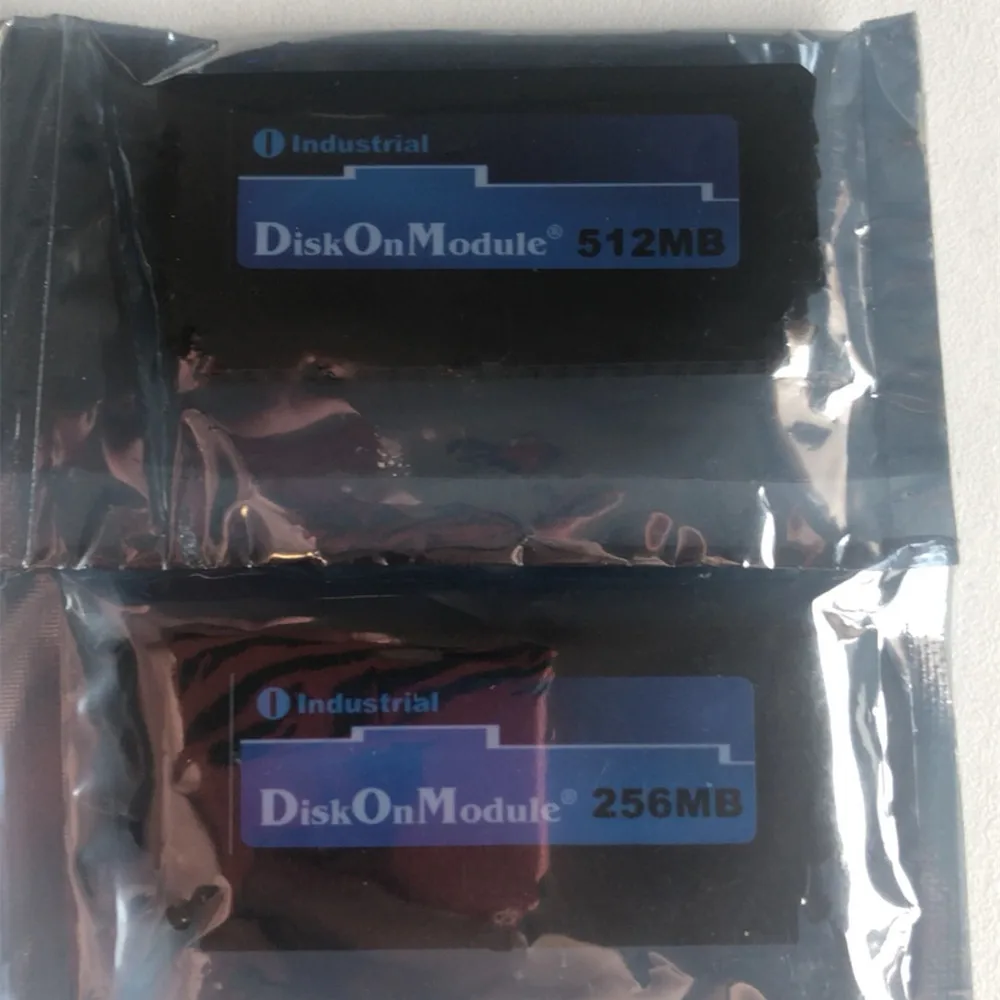 Industrial
DiskOnModule® 512MB
Industrial
DiskOnModule® 256MB